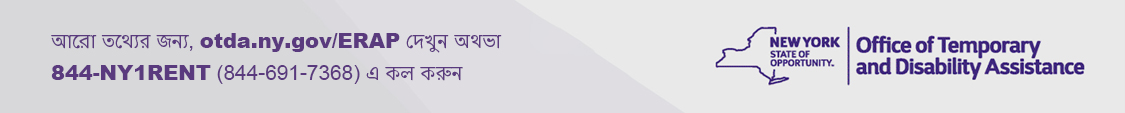 আরো তথ্যের জন্য, otda.ny.gov/ERAP দেখুন অথভা
844-NY1RENT (844-691-7368) এ কল করুন
NEW YORK
STATE OF
OPPORTUNITY.
Office of Temporary
and Disability Assistance